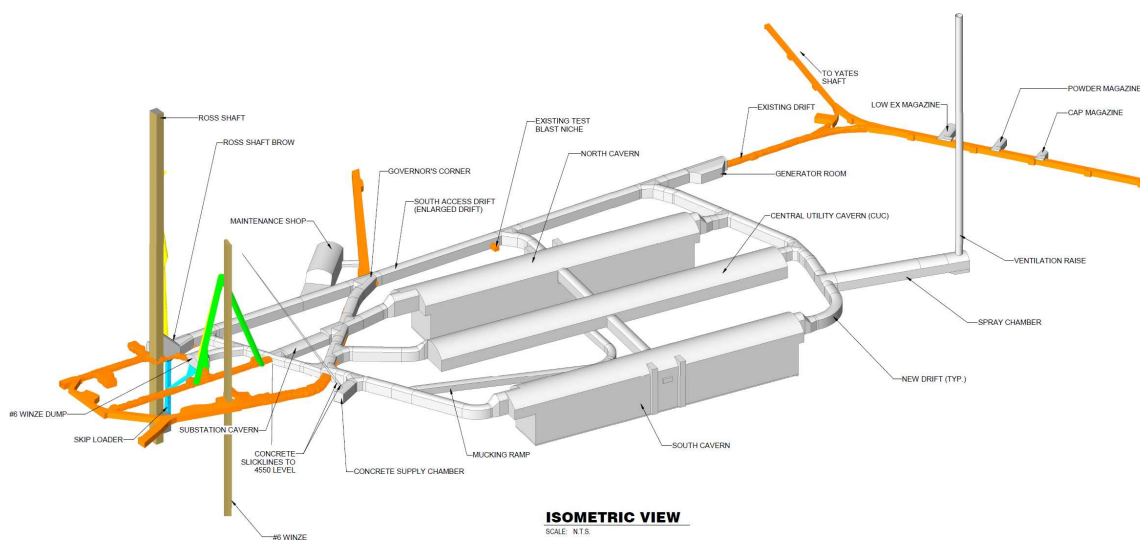 TO YATES
SHAFT
POWDER MAGAZINE
LOW EX MAGAZINE
CAP MAGAZINE
EXISTING DRIFT
ROSS SHAFT
EXISTING TEST
BLAST NICHE
ROSS SHAFT BROW
NORTH CAVERN
GOVERNOR'S CORNER
GENERATOR ROOM
SOUTH ACCESS DRIFT
(ENLARGED DRIFT)
MAINTENANCE SHOP
CENTRAL UTILITY CAVERN (CUC)
VENTILATION RAISE
SPRAY CHAMBER
NEW DRIFT (TYP.)
#6 WINZE DUMP
SUBSTATION CAVERN
SKIP LOADER
SOUTH CAVERN
CONCRETE
SLICKLINES TO
4550 LEVEL
MUCKING RAMP
CONCRETE SUPPLY CHAMBER
ISOMETRIC VIEW
SCALE: N.T.S.
#6 WINZE